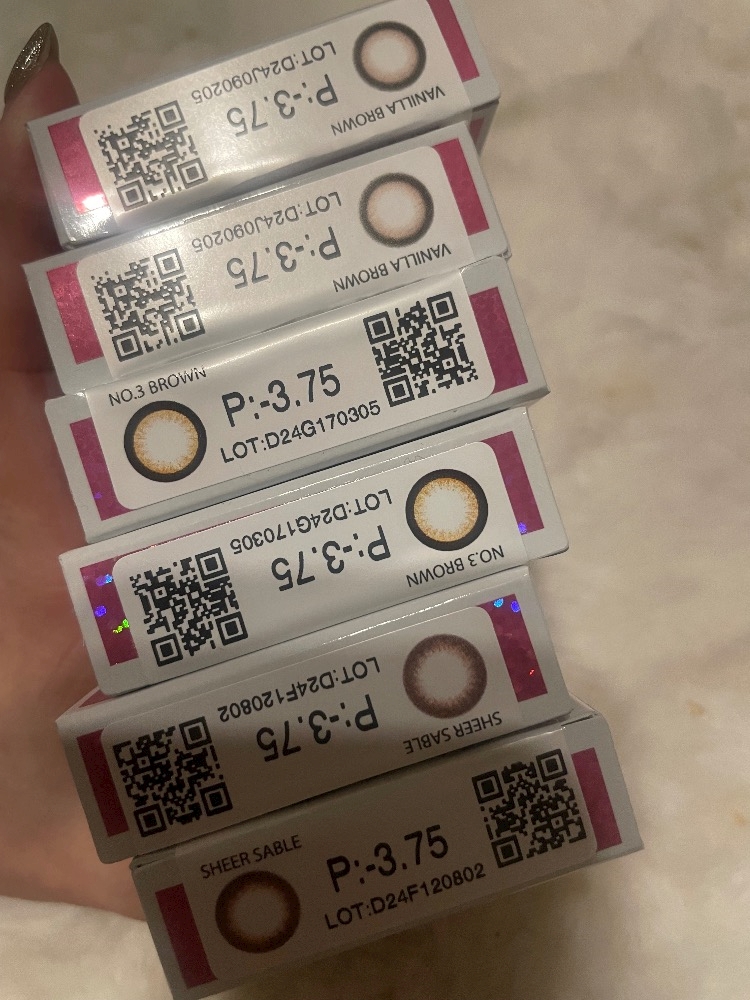 VANILLA BROWN
P:-3.75
LOT:D24J090205
VANILLA BROWN
P:-3.75
LOT:D24J090205
NO.3 BROWN
P:-3.75
LOT:D24G170305
NO.3 BROWN
P:-3.75
LOT:D24G170305
SHEER SABLE
P:-3.75
LOT:D24F120802
SHEER SABLE
P:-3.75
LOT:D24F120802